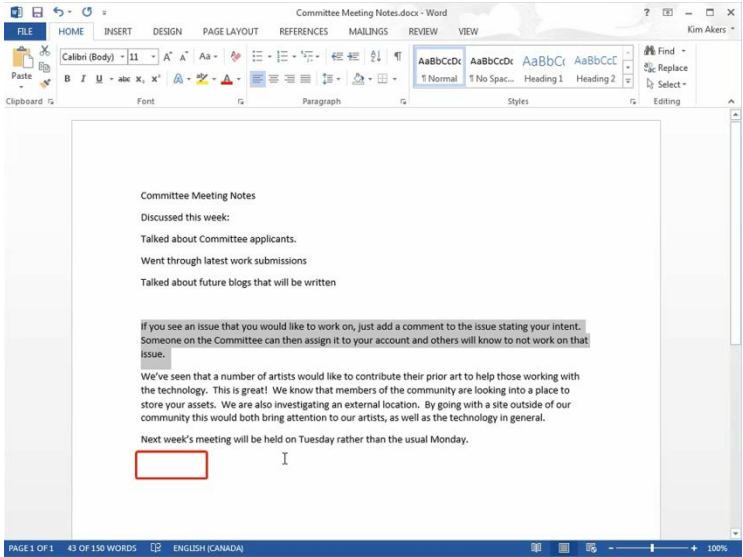 Committee Meeting Notes.docx - Word
FILE HOME INSERT DESIGN PAGE LAYOUT REFERENCES MAILINGS REVIEW VIEW Kim Akers
Calibri (Body) 11 Aa
Paste B I U abc x₂ x² A A
AaBbCcDc AaBbCcDc AaBbCc AaBbCcD
¶ Normal ¶ No Spac... Heading 1 Heading 2
Find
Replace
Select
Clipboard Font Paragraph Styles Editing
Committee Meeting Notes
Discussed this week:
Talked about Committee applicants.
Went through latest work submissions
Talked about future blogs that will be written
If you see an issue that you would like to work on, just add a comment to the issue stating your intent.
Someone on the Committee can then assign it to your account and others will know to not work on that
issue.
We've seen that a number of artists would like to contribute their prior art to help those working with
the technology. This is great! We know that members of the community are looking into a place to
store your assets. We are also investigating an external location. By going with a site outside of our
community this would both bring attention to our artists, as well as the technology in general.
Next week's meeting will be held on Tuesday rather than the usual Monday.
PAGE 1 OF 1 43 OF 150 WORDS ENGLISH (CANADA) 100%